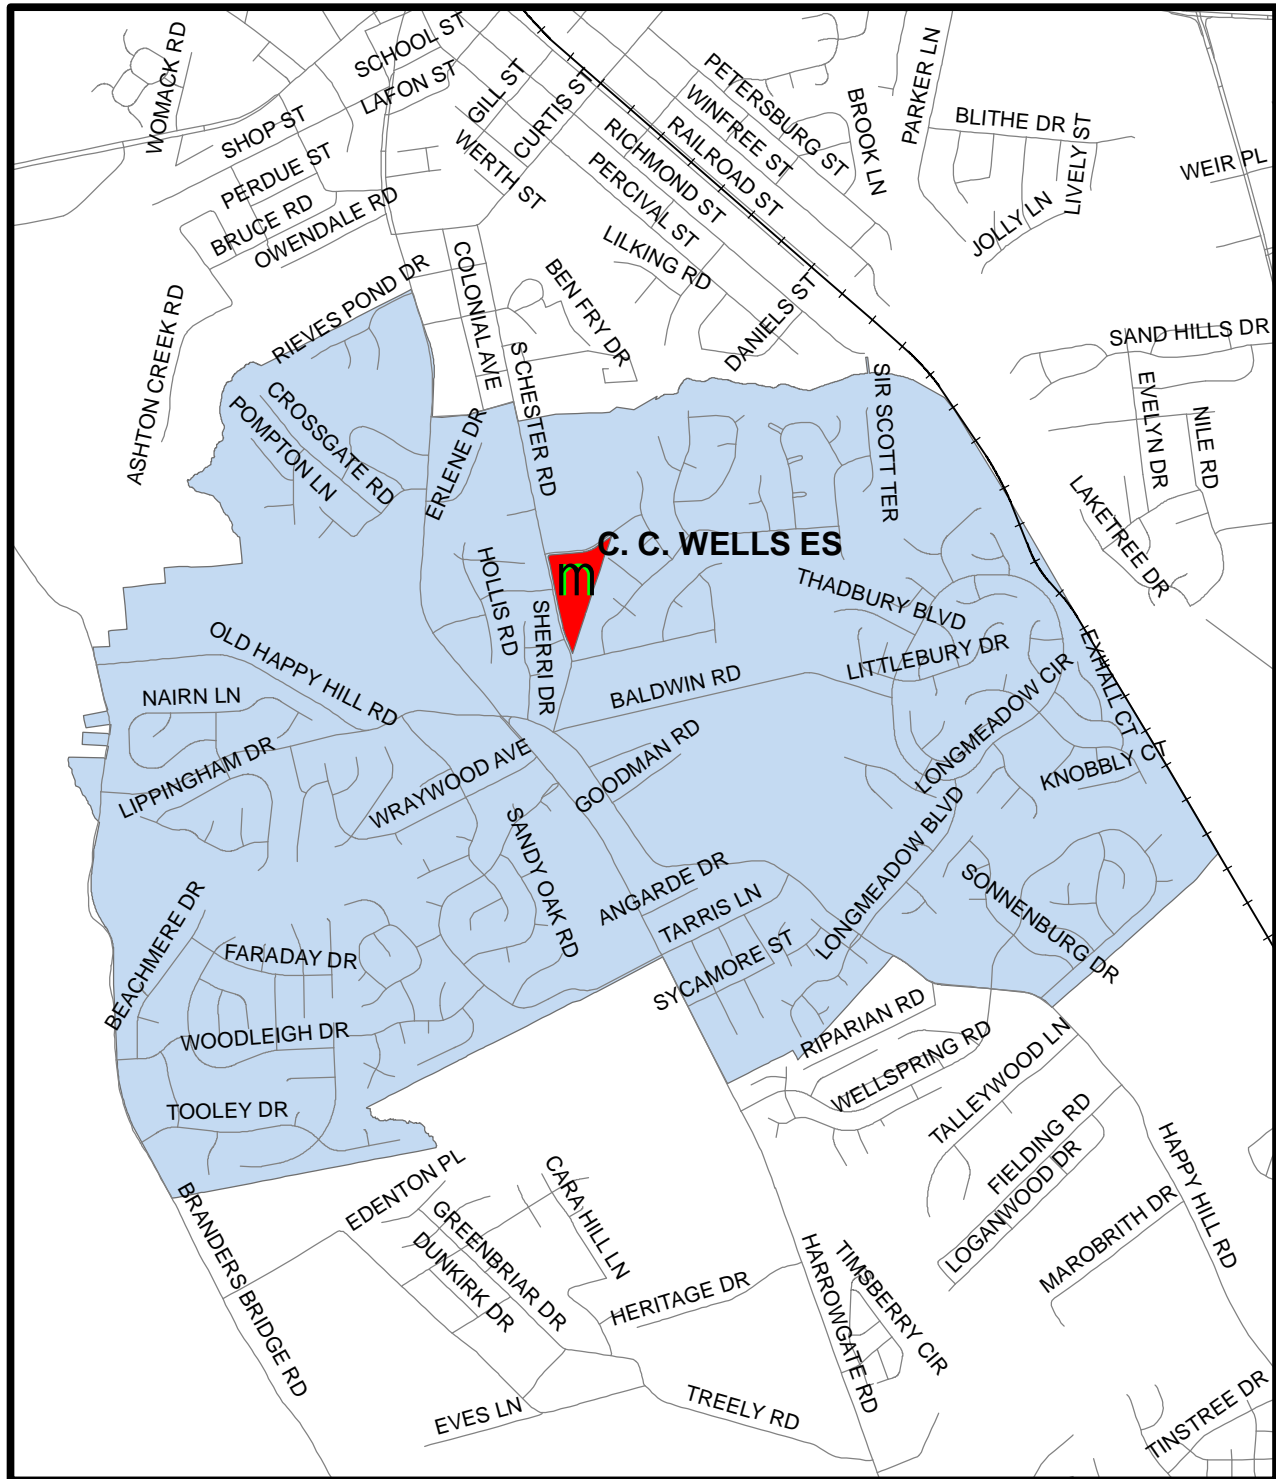 WOMACK RD
SCHOOL ST
LAFON ST
SHOP ST
PERDUE ST
BRUCE RD
OWENDALE RD
GILL ST
CURTIS ST
WERTH ST
PETERSBURG ST
WINFREE ST
RAILROAD ST
RICHMOND ST
PERCIVAL ST
LILKING RD
BROOK LN
PARKER LN
BLITHE DR
LIVELY ST
JOLLY LN
WEIR PL
ASHTON CREEK RD
RIEVES POND DR
COLONIAL AVE
BEN FRY DR
S CHESTER RD
DANIELS ST
SAND HILLS DR
EVELYN DR
NILE RD
LAKETREE DR
SIR SCOTT TER
CROSSGATE RD
POMPTON LN
ERLENE DR
C. C. WELLS ES
m
HOLLIS RD
SHERRI DR
THADBURY BLVD
LITTLEBURY DR
EXHALL CT
OLD HAPPY HILL RD
NAIRN LN
BALDWIN RD
LONGMEADOW CIR
KNOBBLY CT
LIPPINGHAM DR
WRAYWOOD AVE
GOODMAN RD
SANDY OAK RD
LONGMEADOW BLVD
ANGARDE DR
TARRIS LN
SYCAMORE ST
SONNENBURG DR
BEACHMERE DR
FARADAY DR
WOODLEIGH DR
TOOLEY DR
RIPARIAN RD
WELLSPRING RD
TALLEYWOOD LN
FIELDING RD
LOGANWOOD DR
HAPPY HILL RD
MAROBRITH DR
BRANDERS BRIDGE RD
EDENTON PL
GREENBRIAR DR
DUNKIRK DR
CARA HILL LN
HERITAGE DR
HARROWGATE RD
TIMSBERRY CIR
EVES LN
TREELY RD
TINSTREE DR